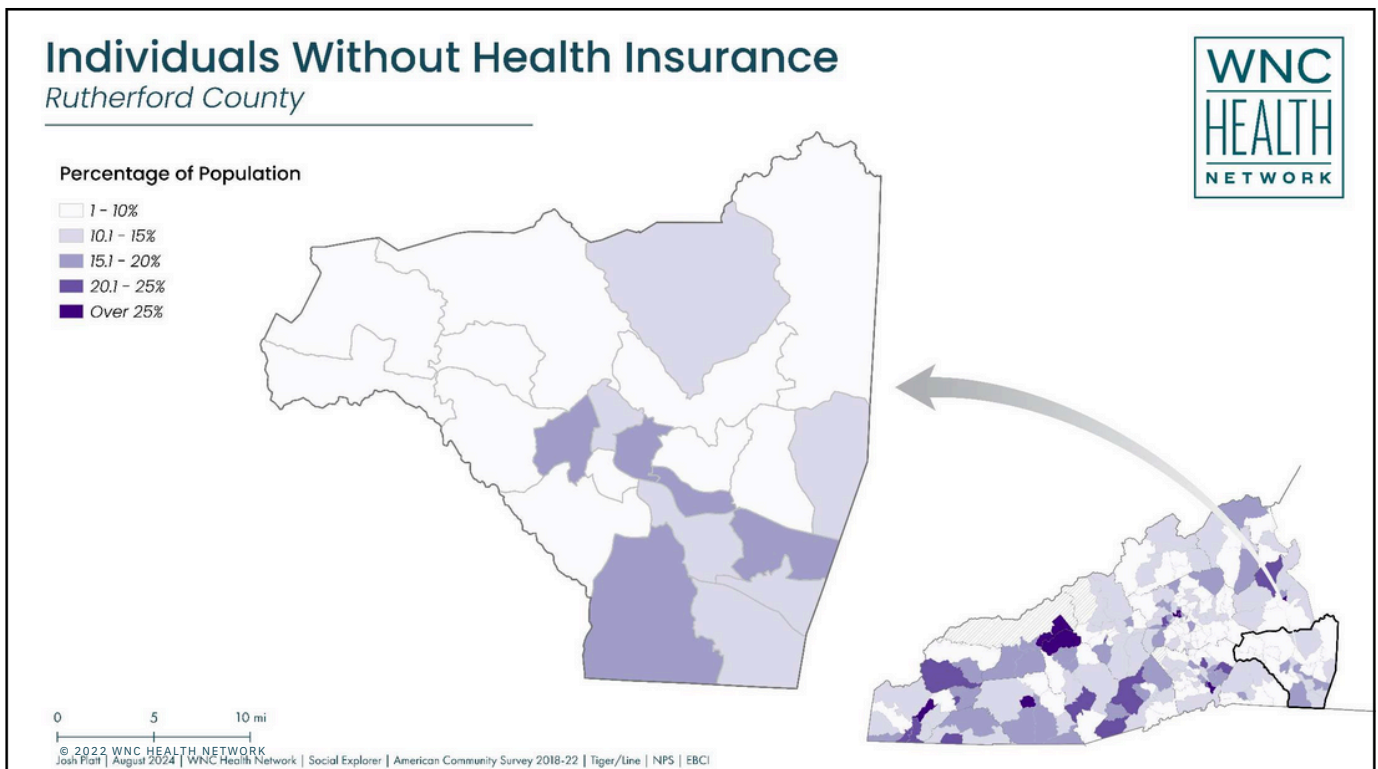 Individuals Without Health Insurance
Rutherford County
WNC
HEALTH
NETWORK
Percentage of Population
1 - 10%
10.1 - 15%
15.1 - 20%
20.1 - 25%
Over 25%
0 5 10 mi
© 2022 WNC HEALTH NETWORK
Josh Platt | August 2024 | WNC Health Network | Social Explorer | American Community Survey 2018-22 | Tiger/Line | NPS | EBCI